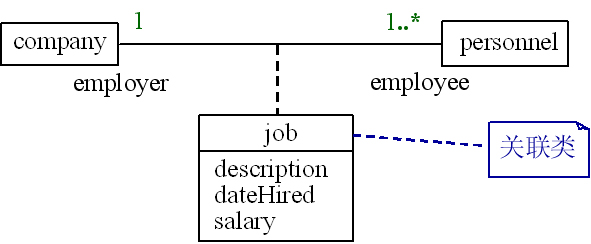 1
1..*
company
personnel
employer
employee
job
关联类
description
dateHired
salary